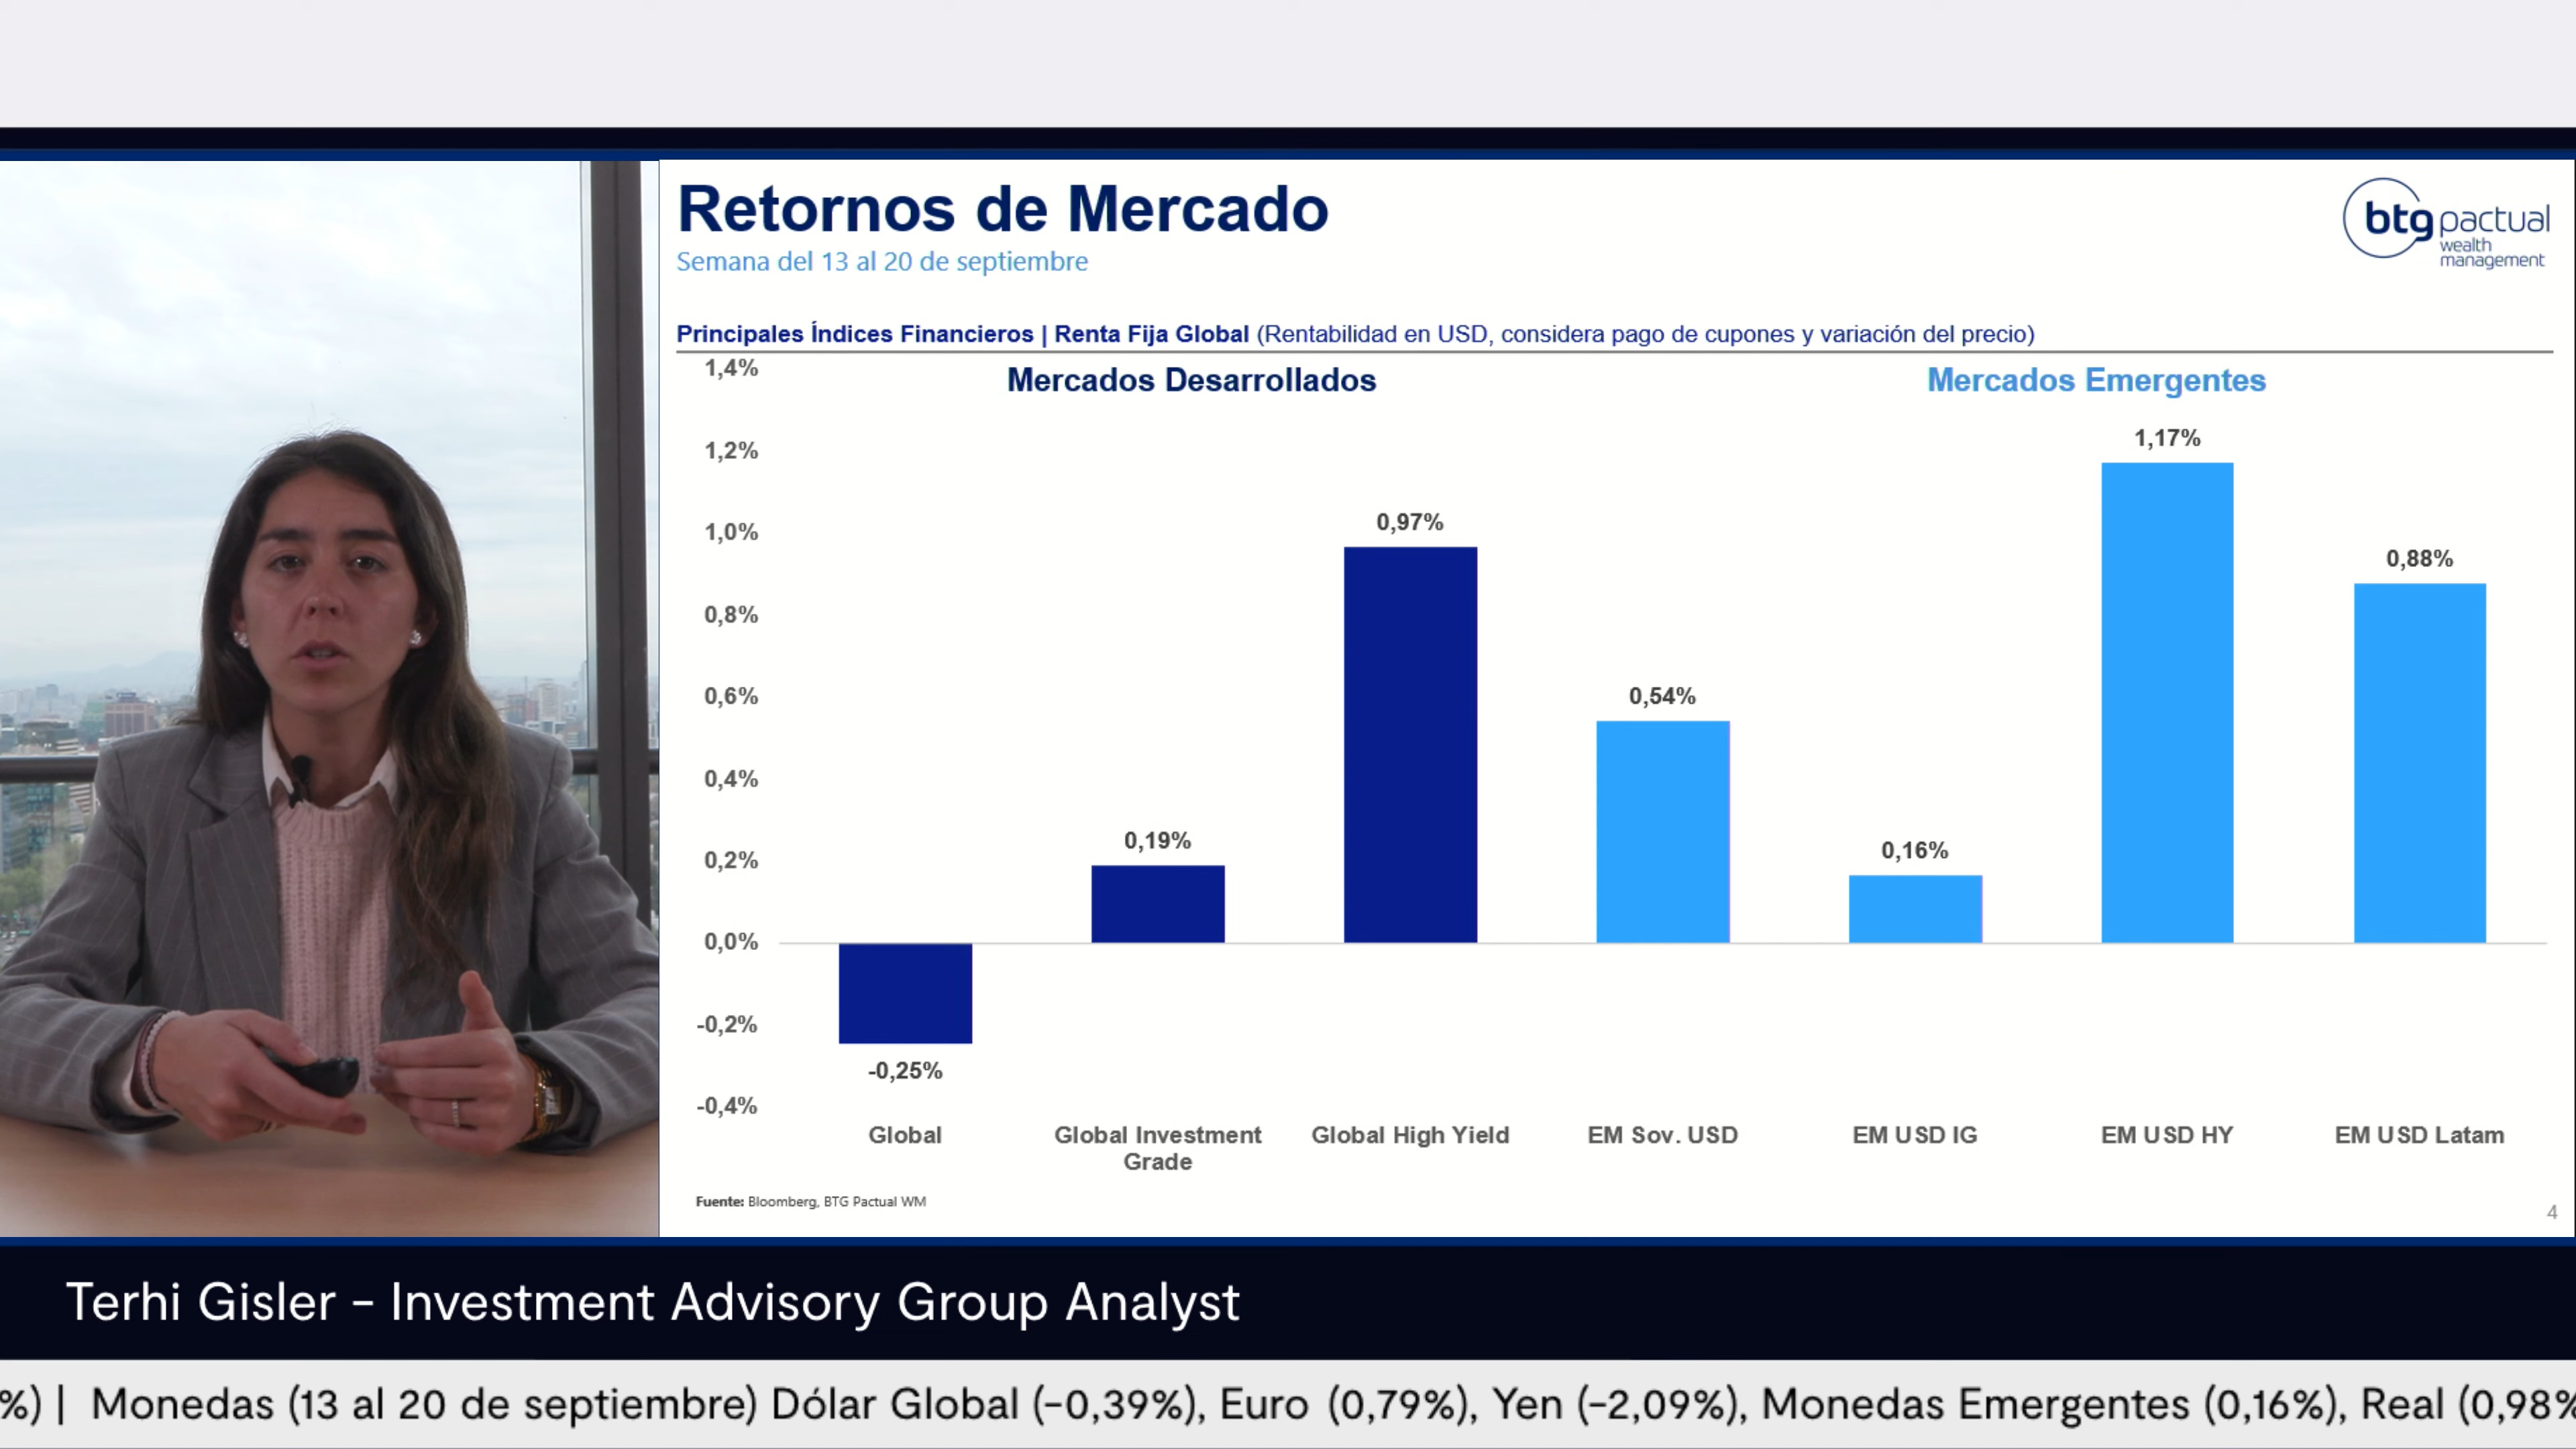 Retornos de Mercado
Semana del 13 al 20 de septiembre
btg pactual
wealth
management
Principales Índices Financieros | Renta Fija Global (Rentabilidad en USD, considera pago de cupones y variación del precio)
Mercados Desarrollados
Mercados Emergentes
1,4%
1,2%
1,0%
0,8%
0,6%
0,4%
0,2%
0,0%
-0,2%
-0,4%
-0,25%
0,19%
0,97%
0,54%
0,16%
1,17%
0,88%
Global
Global Investment
Grade
Global High Yield
EM Sov. USD
EM USD IG
EM USD HY
EM USD Latam
Fuente: Bloomberg, BTG Pactual WM
4
Terhi Gisler – Investment Advisory Group Analyst
%) | Monedas (13 al 20 de septiembre) Dólar Global (-0,39%), Euro (0,79%), Yen (-2,09%), Monedas Emergentes (0,16%), Real (0,98%